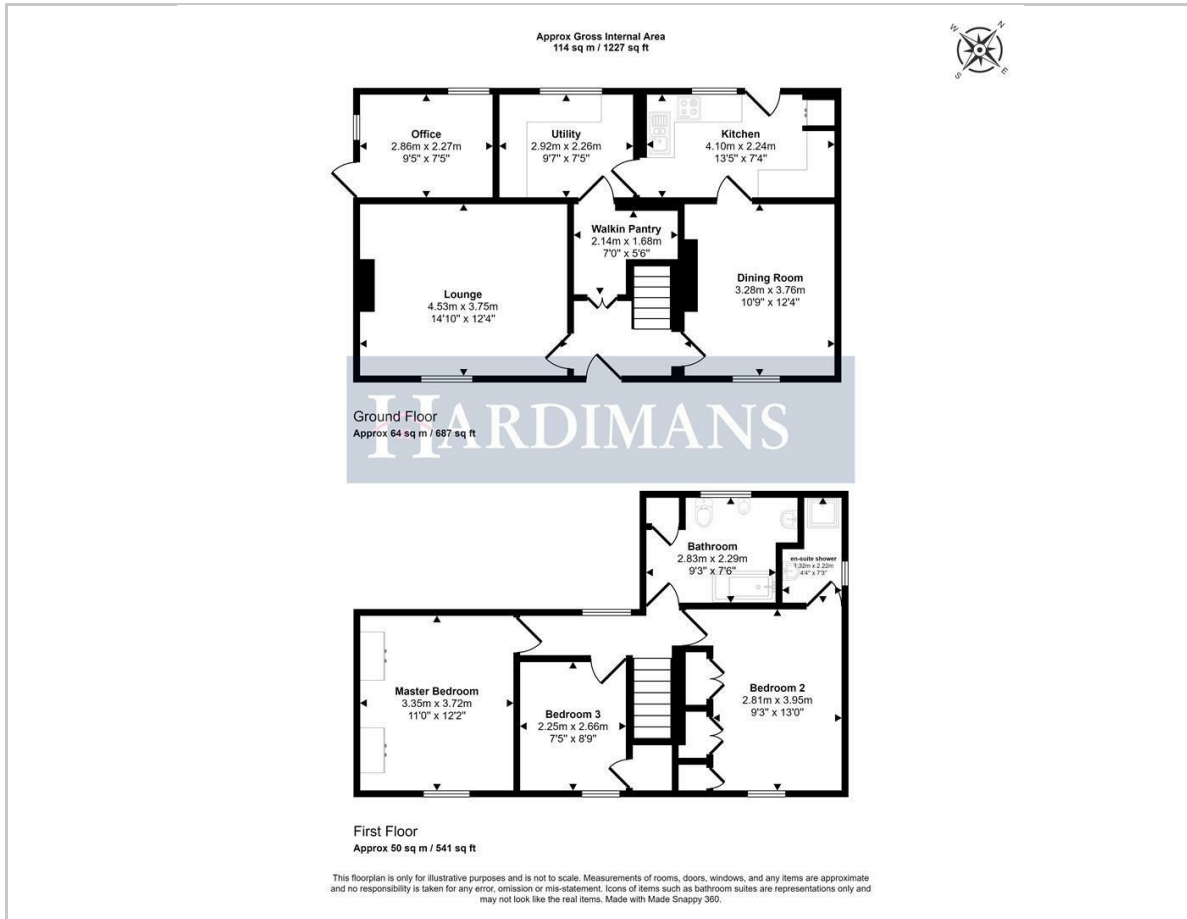 Approx Gross Internal Area
114 sq m / 1227 sq ft
W
N
S
E
Office
2.86m x 2.27m
9'5" x 7'5"
Utility
2.92m x 2.26m
9'7" x 7'5"
Kitchen
4.10m x 2.24m
13'5" x 7'4"
Walkin Pantry
2.14m x 1.68m
7'0" x 5'6"
Lounge
4.53m x 3.75m
14'10" x 12'4"
Dining Room
3.28m x 3.76m
10'9" x 12'4"
Ground Floor
Approx 64 sq m / 687 sq ft
HARDIMANS
Bathroom
2.83m x 2.29m
9'3" x 7'6"
en-suite shower
1.32m x 2.22m
4'4" x 7'3"
Master Bedroom
3.35m x 3.72m
11'0" x 12'2"
Bedroom 3
2.25m x 2.66m
7'5" x 8'9"
Bedroom 2
2.81m x 3.95m
9'3" x 13'0"
First Floor
Approx 50 sq m / 541 sq ft
This floorplan is only for illustrative purposes and is not to scale. Measurements of rooms, doors, windows, and any items are approximate
and no responsibility is taken for any error, omission or mis-statement. Icons of items such as bathroom suites are representations only and
may not look like the real items. Made with Made Snappy 360.